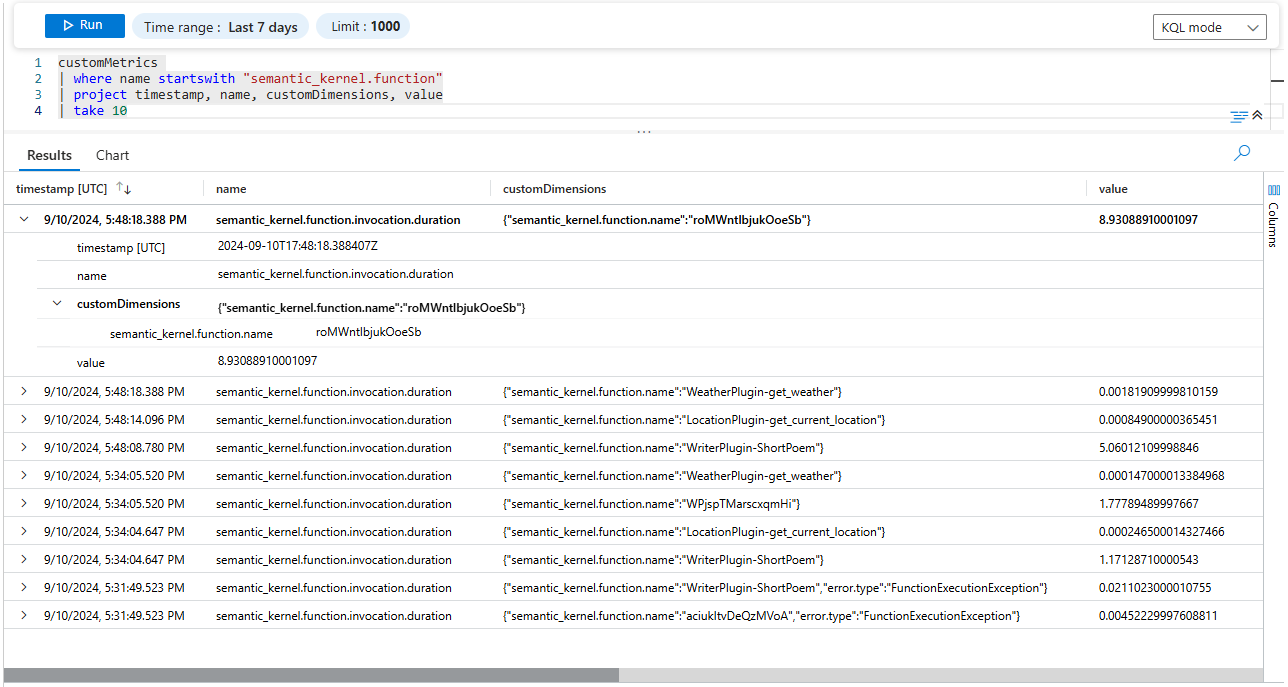 Run
Time range : Last 7 days
Limit : 1000
KQL mode
1 customMetrics
2 | where name startswith "semantic_kernel.function"
3 | project timestamp, name, customDimensions, value
4 | take 10
...
Results Chart
timestamp [UTC] name customDimensions value
Columns
9/10/2024, 5:48:18.388 PM semantic_kernel.function.invocation.duration {"semantic_kernel.function.name":"roMWntIbjukOoeSb"} 8.93088910001097
timestamp [UTC] 2024-09-10T17:48:18.388407Z
name semantic_kernel.function.invocation.duration
customDimensions {"semantic_kernel.function.name":"roMWntIbjukOoeSb"}
semantic_kernel.function.name roMWntIbjukOoeSb
value 8.93088910001097
9/10/2024, 5:48:18.388 PM semantic_kernel.function.invocation.duration {"semantic_kernel.function.name":"WeatherPlugin-get_weather"} 0.00181909999810159
9/10/2024, 5:48:14.096 PM semantic_kernel.function.invocation.duration {"semantic_kernel.function.name":"LocationPlugin-get_current_location"} 0.00084900000365451
9/10/2024, 5:48:08.780 PM semantic_kernel.function.invocation.duration {"semantic_kernel.function.name":"WriterPlugin-ShortPoem"} 5.06012109998846
9/10/2024, 5:34:05.520 PM semantic_kernel.function.invocation.duration {"semantic_kernel.function.name":"WeatherPlugin-get_weather"} 0.000147000013384968
9/10/2024, 5:34:05.520 PM semantic_kernel.function.invocation.duration {"semantic_kernel.function.name":"WPjspTMarscxqmHi"} 1.77789489997667
9/10/2024, 5:34:04.647 PM semantic_kernel.function.invocation.duration {"semantic_kernel.function.name":"LocationPlugin-get_current_location"} 0.000246500014327466
9/10/2024, 5:34:04.647 PM semantic_kernel.function.invocation.duration {"semantic_kernel.function.name":"WriterPlugin-ShortPoem"} 1.17128710000543
9/10/2024, 5:31:49.523 PM semantic_kernel.function.invocation.duration {"semantic_kernel.function.name":"WriterPlugin-ShortPoem","error.type":"FunctionExecutionException"} 0.0211023000010755
9/10/2024, 5:31:49.523 PM semantic_kernel.function.invocation.duration {"semantic_kernel.function.name":"aciukItvDeQzMVoA","error.type":"FunctionExecutionException"} 0.00452229997608811